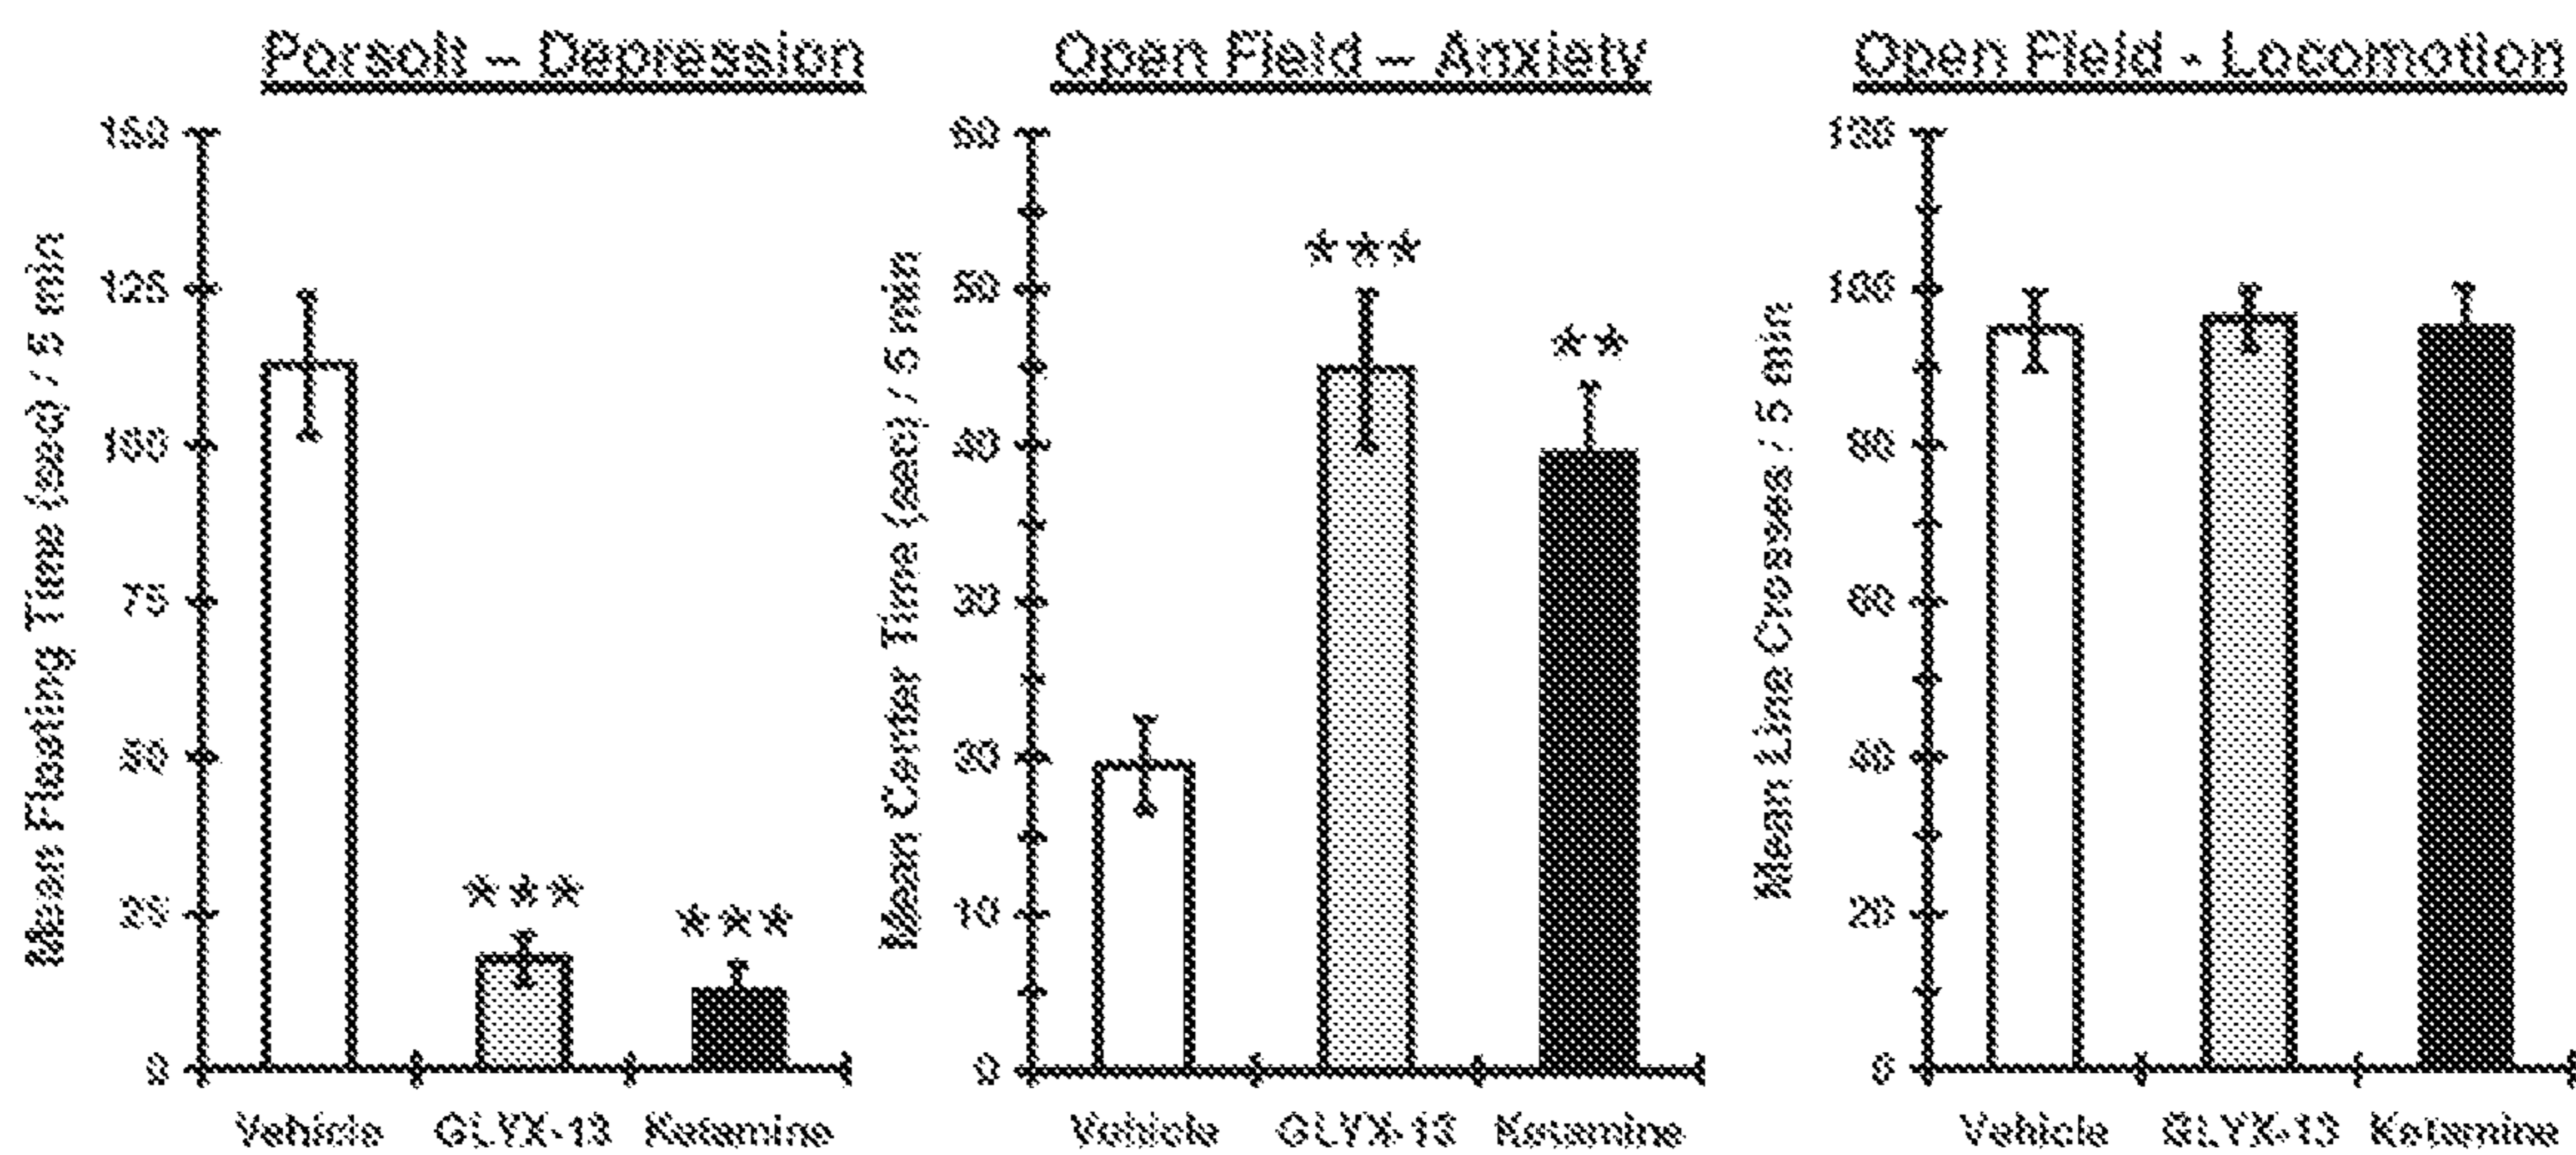 Porsolt – Depression
Mean Floating Time (sec) / 5 min
150
125
100
75
50
25
0
Vehicle GLYX-13 Ketamine
***
***
Open Field – Anxiety
Mean Center Time (sec) / 5 min
60
50
40
30
20
10
0
Vehicle GLYX-13 Ketamine
***
**
Open Field - Locomotion
Mean Line Crosses / 5 min
120
100
80
60
40
20
0
Vehicle GLYX-13 Ketamine